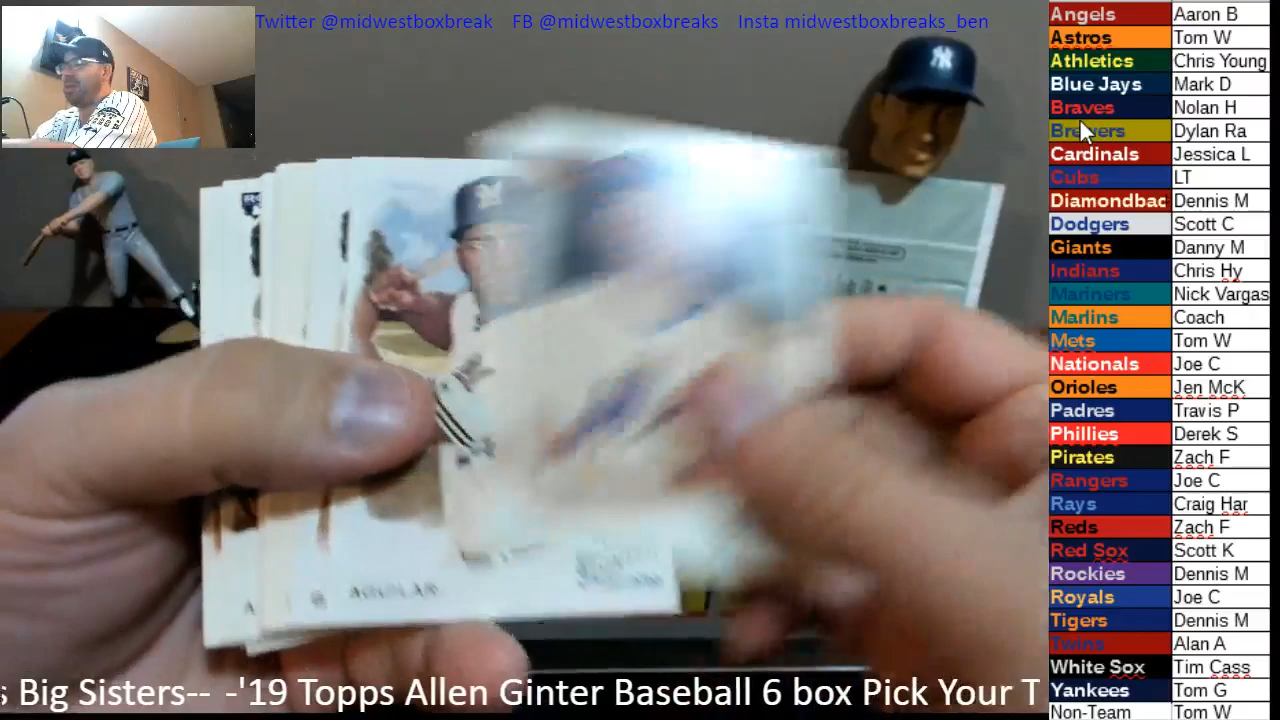 Twitter @midwestboxbreak FB @midwestboxbreaks Insta midwestboxbreaks_ben
Angels Aaron B
Astros Tom W
Athletics Chris Young
Blue Jays Mark D
Braves Nolan H
Brewers Dylan Ra
Cardinals Jessica L
Cubs LT
Diamondbac Dennis M
Dodgers Scott C
Giants Danny M
Indians Chris Hy
Mariners Nick Vargas
Marlins Coach
Mets Tom W
Nationals Joe C
Orioles Jen McK
Padres Travis P
Phillies Derek S
Pirates Zach F
Rangers Joe C
Rays Craig Har
Reds Zach F
Red Sox Scott K
Rockies Dennis M
Royals Joe C
Tigers Dennis M
Twins Alan A
White Sox Tim Cass
Yankees Tom G
Non-Team Tom W
AGUILAR
s Big Sisters-- -'19 Topps Allen Ginter Baseball 6 box Pick Your T